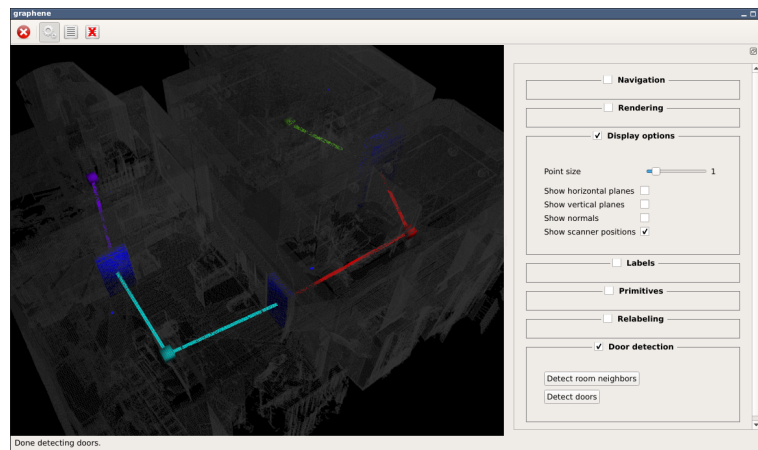 graphene
Navigation
Rendering
Display options
Point size 1
Show horizontal planes
Show vertical planes
Show normals
Show scanner positions
Labels
Primitives
Relabeling
Door detection
Detect room neighbors
Detect doors
Done detecting doors.